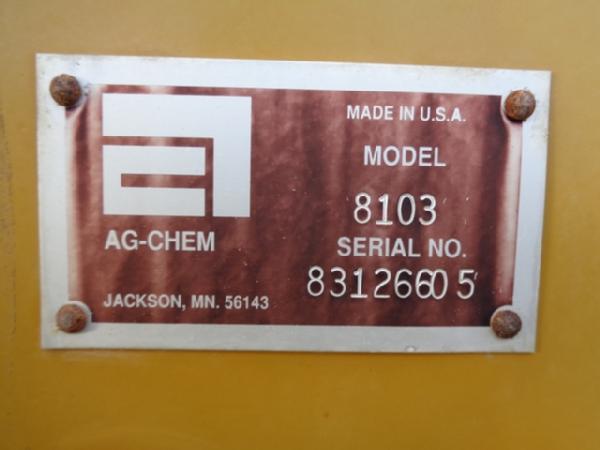 MADE IN U.S.A.
MODEL
8103
AG-CHEM
SERIAL NO.
83126605
JACKSON, MN. 56143